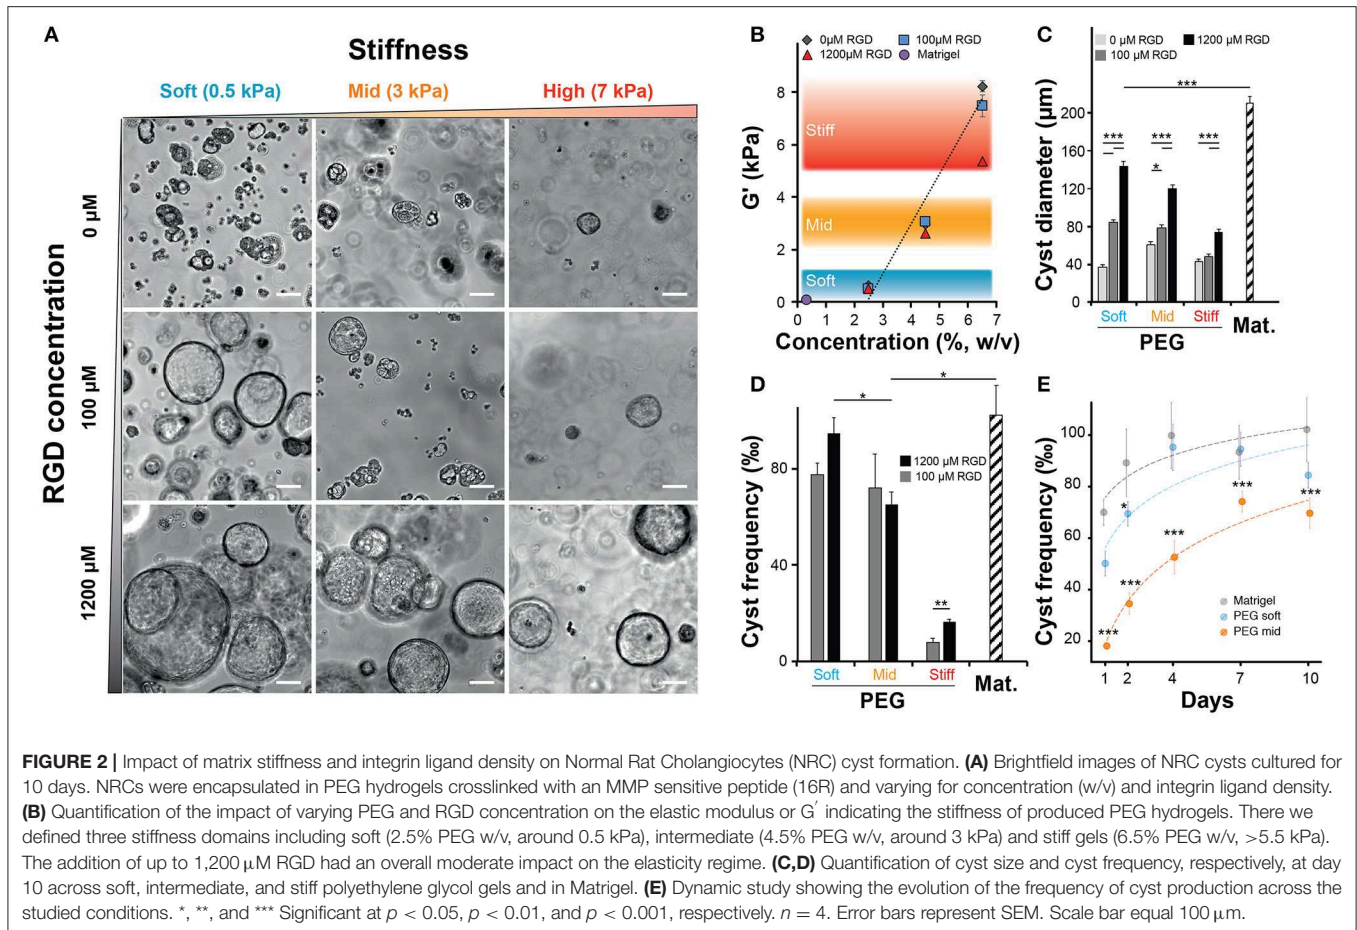 A
Stiffness
Soft (0.5 kPa)
Mid (3 kPa)
High (7 kPa)
RGD concentration
0 µM
100 µM
1200 µM
B
0µM RGD
100µM RGD
1200µM RGD
Matrigel
G' (kPa)
8
6
4
2
0
Stiff
Mid
Soft
0 1 2 3 4 5 6 7
Concentration (%, w/v)
C
0 µM RGD
1200 µM RGD
100 µM RGD
Cyst diameter (µm)
200
160
120
80
40
0
***
***
***
***
*
Soft
Mid
Stiff
PEG
Mat.
D
Cyst frequency (‰)
80
40
0
*
*
**
1200 µM RGD
100 µM RGD
Soft
Mid
Stiff
PEG
Mat.
E
Cyst frequency (‰)
100
80
60
40
20
***
*
***
***
***
***
Matrigel
PEG soft
PEG mid
1 2 4 7 10
Days
FIGURE 2 | Impact of matrix stiffness and integrin ligand density on Normal Rat Cholangiocytes (NRC) cyst formation. (A) Brightfield images of NRC cysts cultured for
10 days. NRCs were encapsulated in PEG hydrogels crosslinked with an MMP sensitive peptide (16R) and varying for concentration (w/v) and integrin ligand density.
(B) Quantification of the impact of varying PEG and RGD concentration on the elastic modulus or G′ indicating the stiffness of produced PEG hydrogels. There we
defined three stiffness domains including soft (2.5% PEG w/v, around 0.5 kPa), intermediate (4.5% PEG w/v, around 3 kPa) and stiff gels (6.5% PEG w/v, >5.5 kPa).
The addition of up to 1,200 µM RGD had an overall moderate impact on the elasticity regime. (C,D) Quantification of cyst size and cyst frequency, respectively, at day
10 across soft, intermediate, and stiff polyethylene glycol gels and in Matrigel. (E) Dynamic study showing the evolution of the frequency of cyst production across the
studied conditions. *, **, and *** Significant at p < 0.05, p < 0.01, and p < 0.001, respectively. n = 4. Error bars represent SEM. Scale bar equal 100 µm.